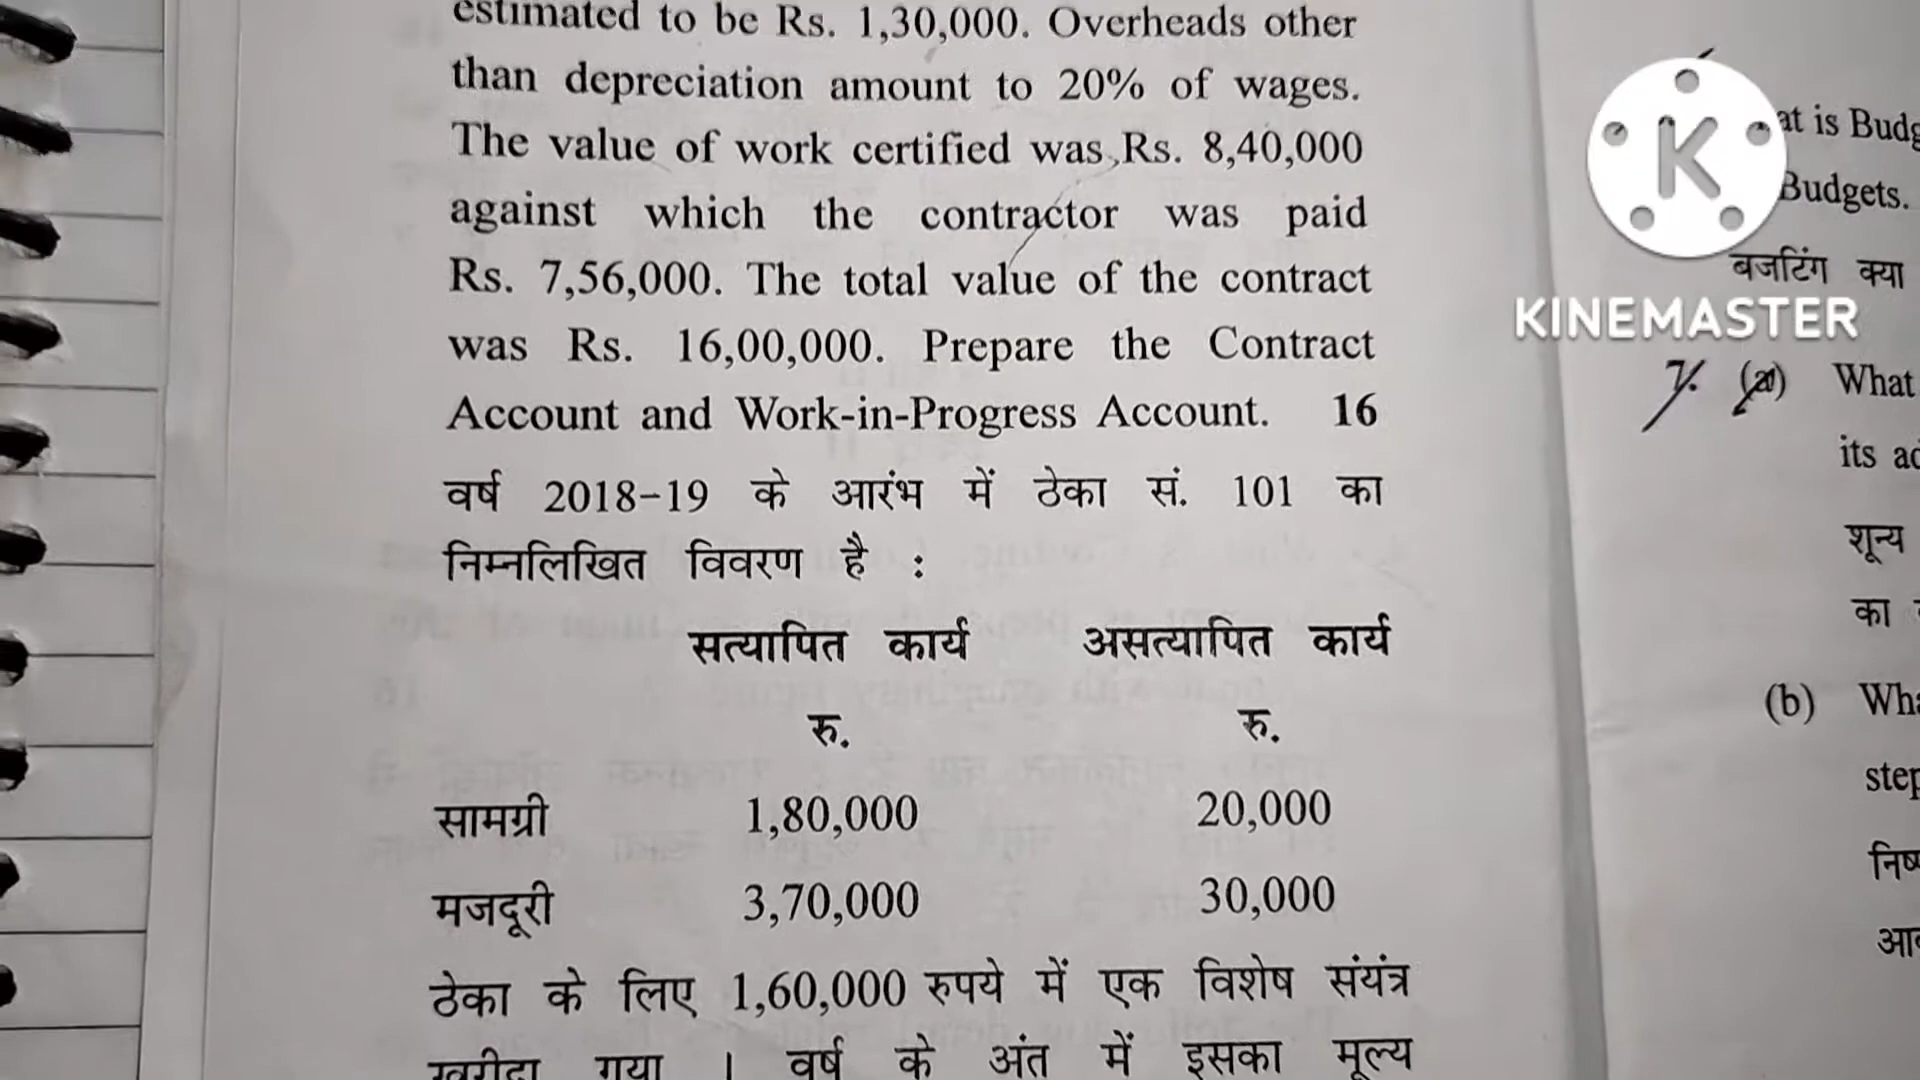 estimated to be Rs. 1,30,000. Overheads other
than depreciation amount to 20% of wages.
The value of work certified was Rs. 8,40,000
against which the contractor was paid
Rs. 7,56,000. The total value of the contract
was Rs. 16,00,000. Prepare the Contract
Account and Work-in-Progress Account. 16
वर्ष 2018-19 के आरंभ में ठेका सं. 101 का
निम्नलिखित विवरण है :
सत्यापित कार्य असत्यापित कार्य
रु. रु.
सामग्री 1,80,000 20,000
मजदूरी 3,70,000 30,000
ठेका के लिए 1,60,000 रुपये में एक विशेष संयंत्र
खरीदा गया । वर्ष के अंत में इसका मूल्य
K
KINEMASTER
is Budg
Budgets.
बजटिंग क्या
7. (a) What
its
शून्य
का
(b)